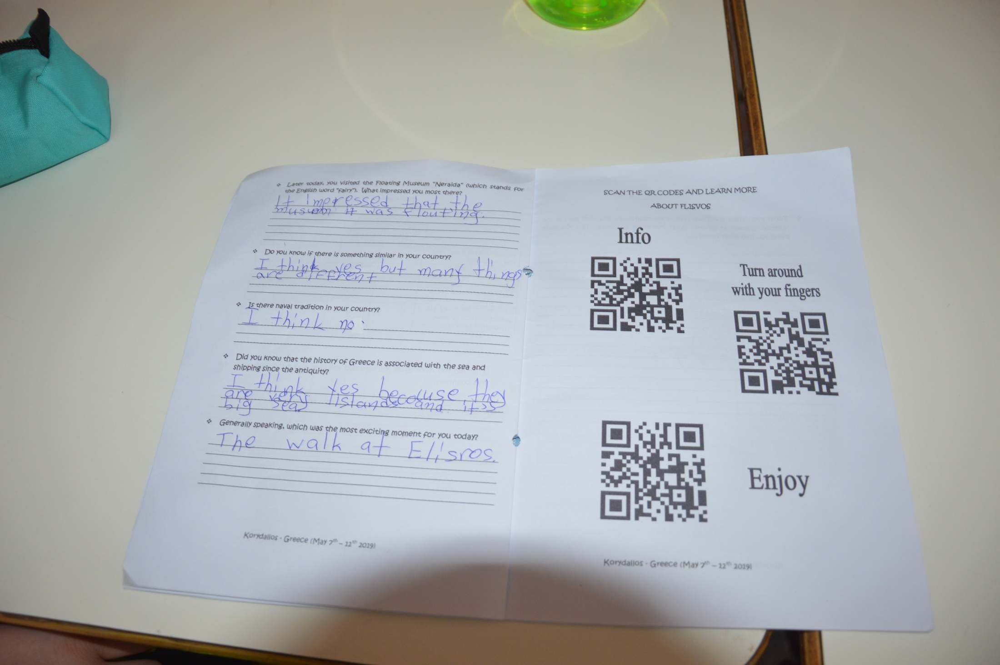 ❖ Later today, you visited the Floating Museum "Neraida" (which stands for
the English word "Fairy"). What impressed you most there?
It impressed that the
museum it was flouting.
❖ Do you know if there is something similar in your country?
I think yes but many things
are diffrent
❖ Is there naval tradition in your country?
I think no.
❖ Did you know that the history of Greece is associated with the sea and
shipping since the antiquity?
I think yes because they
are very islands and it's
big sea
❖ Generally speaking, which was the most exciting moment for you today?
The walk at Elisros.
Korydallos - Greece (May 7th – 12th 2019)
SCAN THE QR CODES AND LEARN MORE
ABOUT FLISVOS
Info
Turn around
with your fingers
Enjoy
Korydallos - Greece (May 7th – 12th 2019)